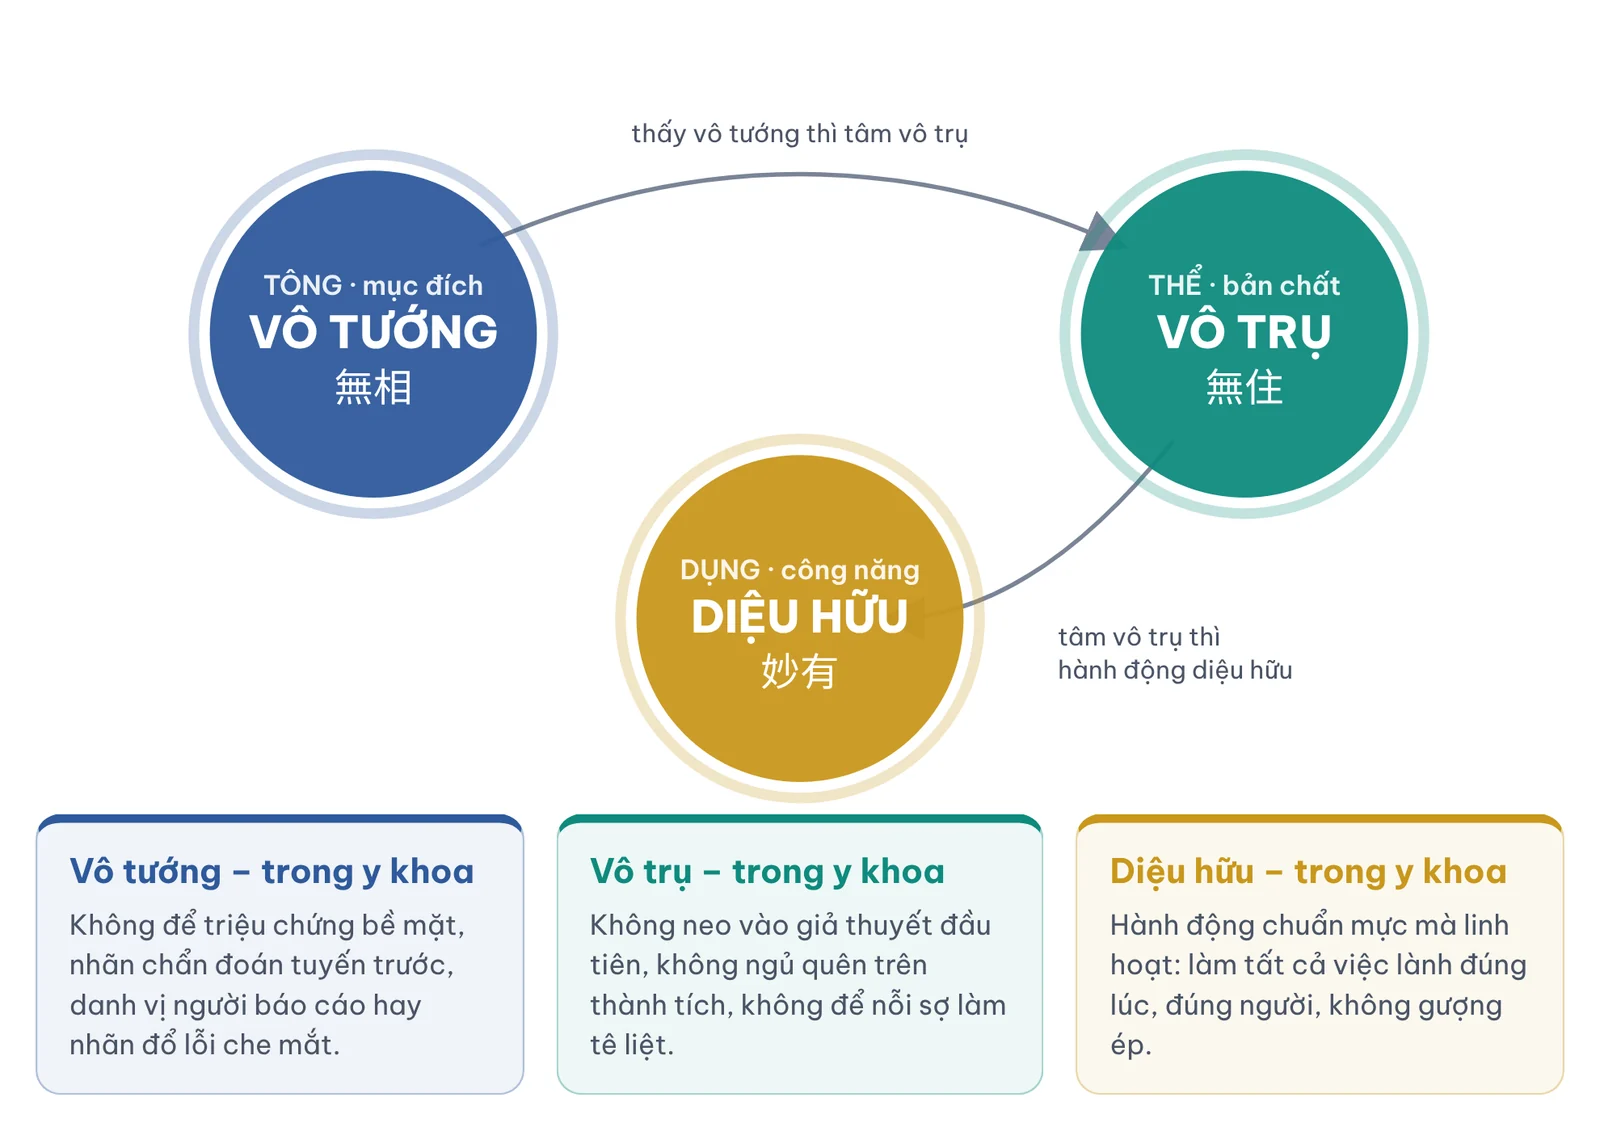 thấy vô tướng thì tâm vô trụ
TÔNG · mục đích
VÔ TƯỚNG
無相
THỂ · bản chất
VÔ TRỤ
無住
DỤNG · công năng
DIỆU HỮU
妙有
tâm vô trụ thì
hành động diệu hữu
Vô tướng – trong y khoa
Không để triệu chứng bề mặt,
nhãn chẩn đoán tuyến trước,
danh vị người báo cáo hay
nhãn đổ lỗi che mắt.
Vô trụ – trong y khoa
Không neo vào giả thuyết đầu
tiên, không ngủ quên trên
thành tích, không để nỗi sợ làm
tê liệt.
Diệu hữu – trong y khoa
Hành động chuẩn mực mà linh
hoạt: làm tất cả việc lành đúng
lúc, đúng người, không gượng
ép.